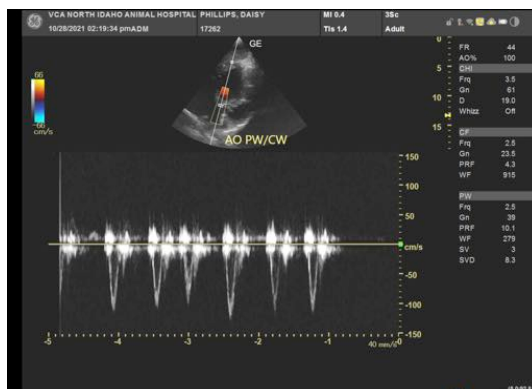 VCA NORTH IDAHO ANIMAL HOSPITAL PHILLIPS, DAISY MI 0.4 3Sc
10/28/2021 02:19:34 pmADM 17262 TIs 1.4 Adult
GE
0
5
10
15
66
-66
cm/s
AO PW/CW
FR 44
AO% 100
CHI
Frq 3.5
Gn 61
D 19.0
Whizz Off
CF
Frq 2.5
Gn 23.5
PRF 4.3
WF 915
PW
Frq 2.5
Gn 39
PRF 10.1
WF 279
SV 3
SVD 8.3
150
100
50
cm/s
-50
-100
-150
-5 -4 -3 -2 -1 0
40 mm/s